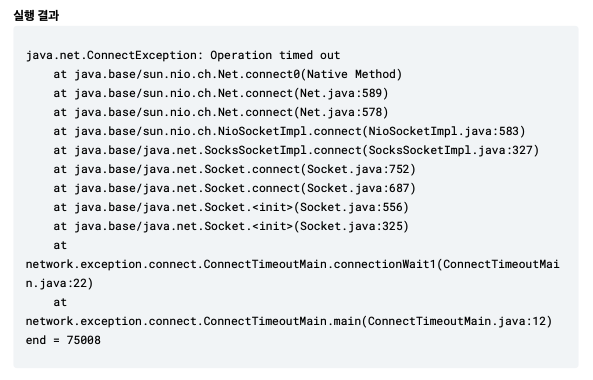 실행 결과
java.net.ConnectException: Operation timed out
    at java.base/sun.nio.ch.Net.connect0(Native Method)
    at java.base/sun.nio.ch.Net.connect(Net.java:589)
    at java.base/sun.nio.ch.Net.connect(Net.java:578)
    at java.base/sun.nio.ch.NioSocketImpl.connect(NioSocketImpl.java:583)
    at java.base/java.net.SocksSocketImpl.connect(SocksSocketImpl.java:327)
    at java.base/java.net.Socket.connect(Socket.java:752)
    at java.base/java.net.Socket.connect(Socket.java:687)
    at java.base/java.net.Socket.<init>(Socket.java:556)
    at java.base/java.net.Socket.<init>(Socket.java:325)
    at
network.exception.connect.ConnectTimeoutMain.connectionWait1(ConnectTimeoutMai
n.java:22)
    at
network.exception.connect.ConnectTimeoutMain.main(ConnectTimeoutMain.java:12)
end = 75008